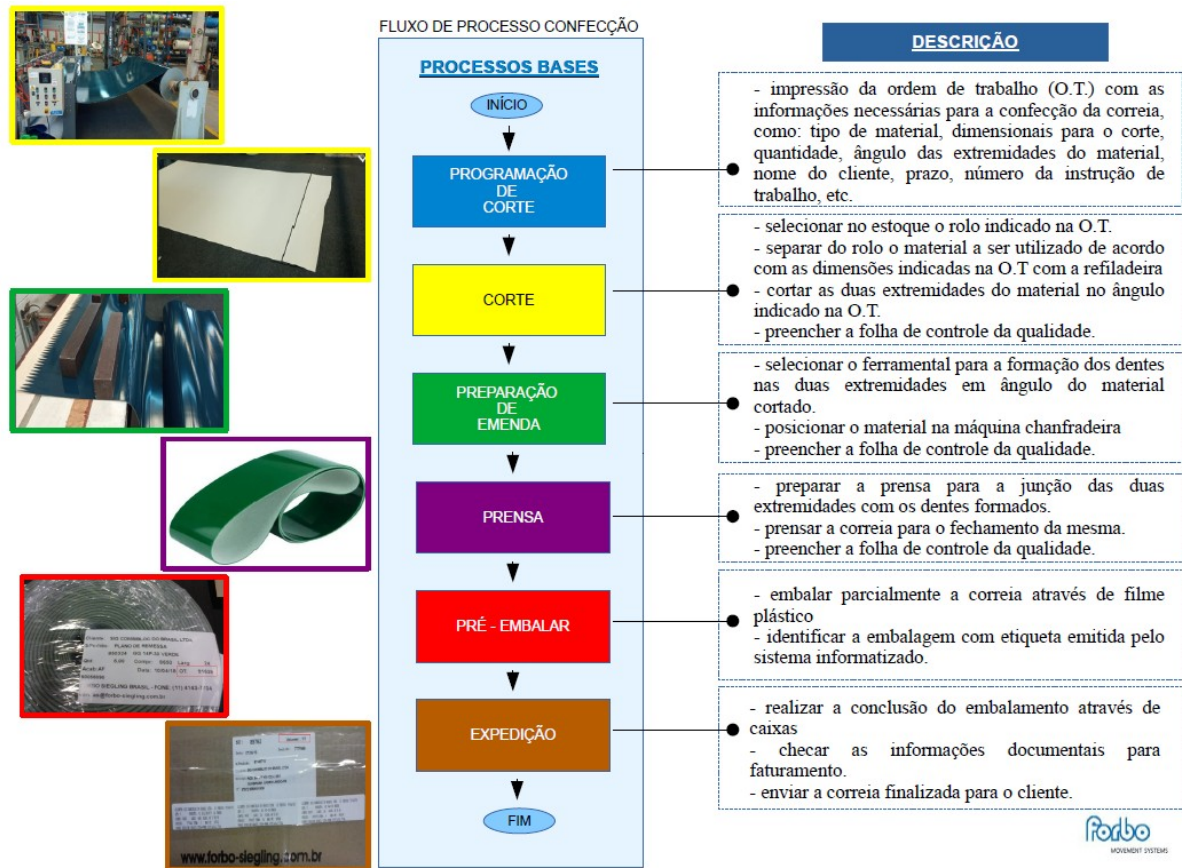 FLUXO DE PROCESSO CONFECÇÃO
PROCESSOS BASES
INÍCIO
PROGRAMAÇÃO
DE
CORTE
CORTE
PREPARAÇÃO
DE
EMENDA
PRENSA
PRÉ - EMBALAR
EXPEDIÇÃO
FIM
DESCRIÇÃO
- impressão da ordem de trabalho (O.T.) com as
informações necessárias para a confecção da correia,
como: tipo de material, dimensionais para o corte,
quantidade, ângulo das extremidades do material,
nome do cliente, prazo, número da instrução de
trabalho, etc.
- selecionar no estoque o rolo indicado na O.T.
- separar do rolo o material a ser utilizado de acordo
com as dimensões indicadas na O.T com a refiladeira
- cortar as duas extremidades do material no ângulo
indicado na O.T.
- preencher a folha de controle da qualidade.
- selecionar o ferramental para a formação dos dentes
nas duas extremidades em ângulo do material
cortado.
- posicionar o material na máquina chanfradeira
- preencher a folha de controle da qualidade.
- preparar a prensa para a junção das duas
extremidades com os dentes formados.
- prensar a correia para o fechamento da mesma.
- preencher a folha de controle da qualidade.
- embalar parcialmente a correia através de filme
plástico
- identificar a embalagem com etiqueta emitida pelo
sistema informatizado.
- realizar a conclusão do embalamento através de
caixas
- checar as informações documentais para
faturamento.
- enviar a correia finalizada para o cliente.
PLANO DE REMESSA
SIEGLING BRASIL - FONE: (11)
www.forbo-siegling.com.br
Forbo
MOVEMENT SYSTEMS